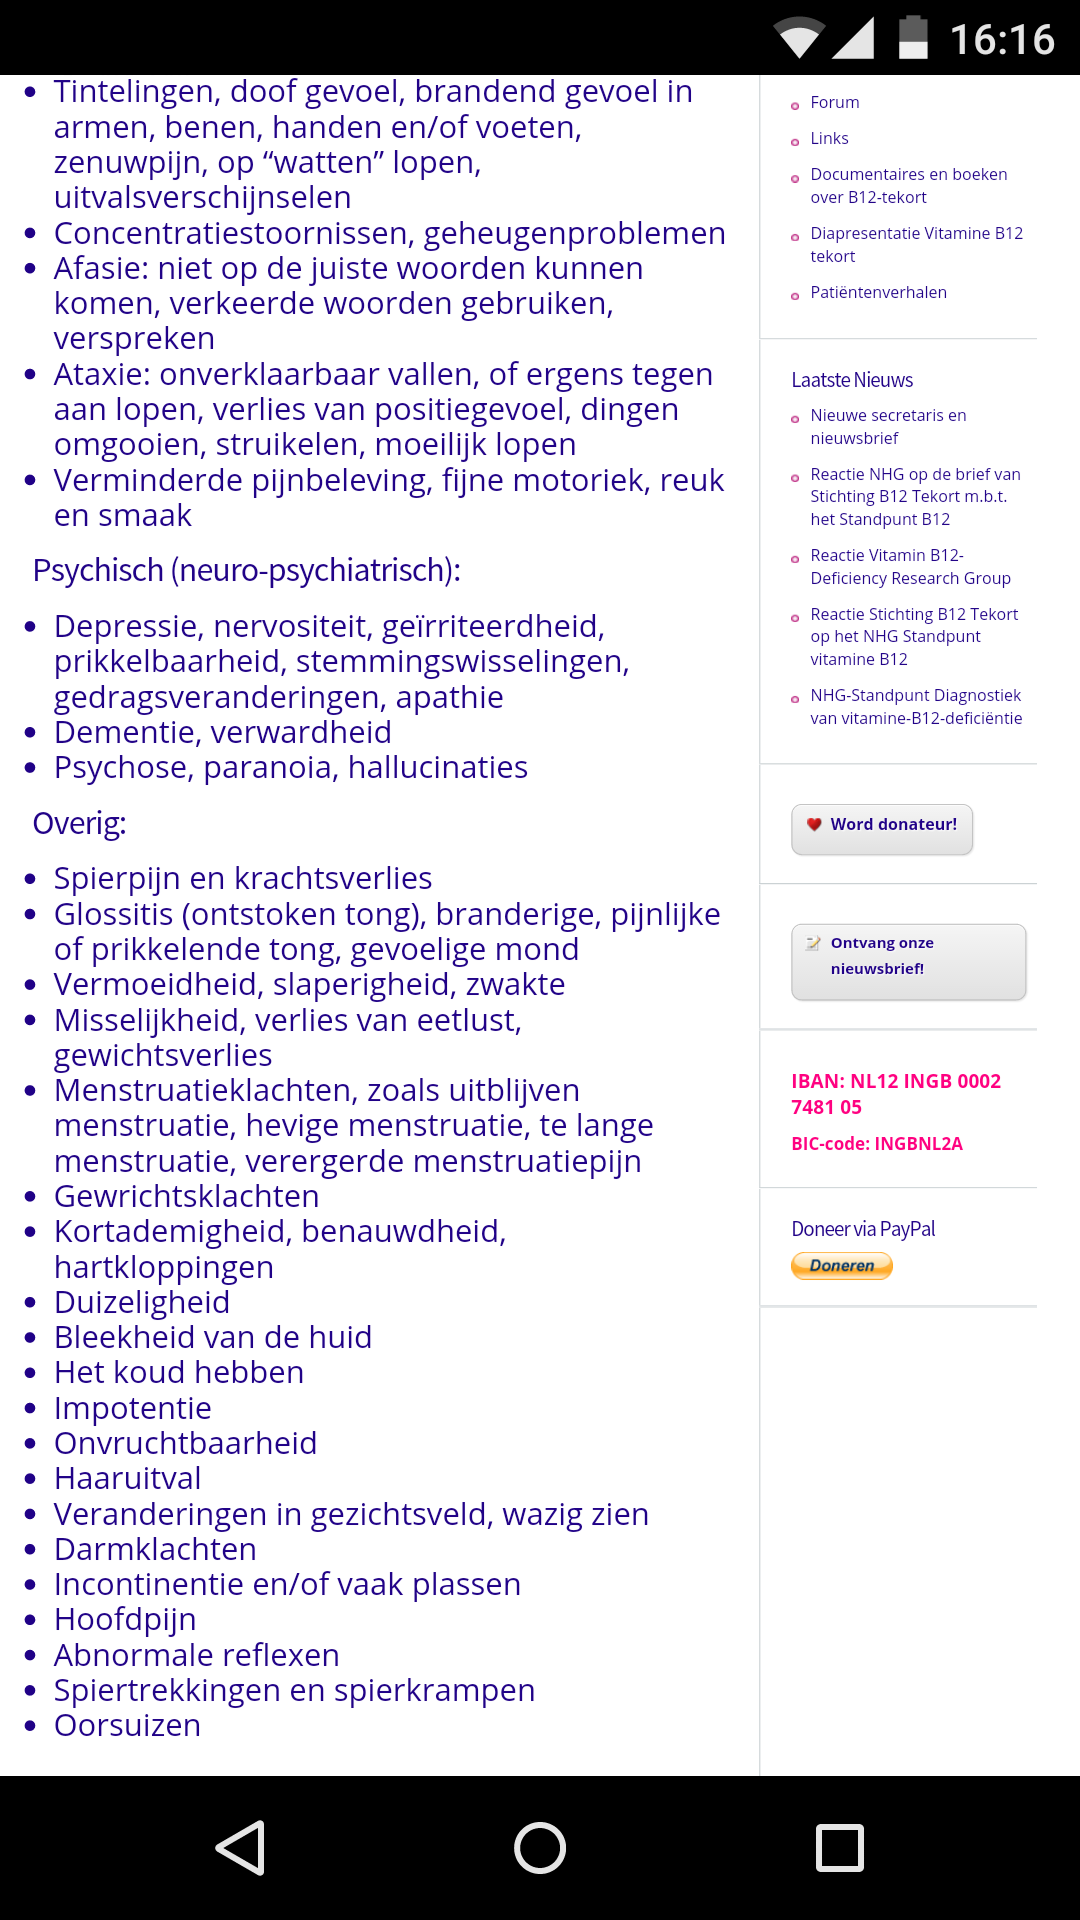 16:16
Tintelingen, doof gevoel, brandend gevoel in
armen, benen, handen en/of voeten,
zenuwpijn, op “watten” lopen,
uitvalsverschijnselen
Concentratiestoornissen, geheugenproblemen
Afasie: niet op de juiste woorden kunnen
komen, verkeerde woorden gebruiken,
verspreken
Ataxie: onverklaarbaar vallen, of ergens tegen
aan lopen, verlies van positiegevoel, dingen
omgooien, struikelen, moeilijk lopen
Verminderde pijnbeleving, fijne motoriek, reuk
en smaak
Psychisch (neuro-psychiatrisch):
Depressie, nervositeit, geïrriteerdheid,
prikkelbaarheid, stemmingswisselingen,
gedragsveranderingen, apathie
Dementie, verwardheid
Psychose, paranoia, hallucinaties
Overig:
Spierpijn en krachtsverlies
Glossitis (ontstoken tong), branderige, pijnlijke
of prikkelende tong, gevoelige mond
Vermoeidheid, slaperigheid, zwakte
Misselijkheid, verlies van eetlust,
gewichtsverlies
Menstruatieklachten, zoals uitblijven
menstruatie, hevige menstruatie, te lange
menstruatie, verergerde menstruatiepijn
Gewrichtsklachten
Kortademigheid, benauwdheid,
hartkloppingen
Duizeligheid
Bleekheid van de huid
Het koud hebben
Impotentie
Onvruchtbaarheid
Haaruitval
Veranderingen in gezichtsveld, wazig zien
Darmklachten
Incontinentie en/of vaak plassen
Hoofdpijn
Abnormale reflexen
Spiertrekkingen en spierkrampen
Oorsuizen
Forum
Links
Documentaires en boeken
over B12-tekort
Diapresentatie Vitamine B12
tekort
Patiëntenverhalen
Laatste Nieuws
Nieuwe secretaris en
nieuwsbrief
Reactie NHG op de brief van
Stichting B12 Tekort m.b.t.
het Standpunt B12
Reactie Vitamin B12-
Deficiency Research Group
Reactie Stichting B12 Tekort
op het NHG Standpunt
vitamine B12
NHG-Standpunt Diagnostiek
van vitamine-B12-deficiëntie
Word donateur!
Ontvang onze
nieuwsbrief!
IBAN: NL12 INGB 0002
7481 05
BIC-code: INGBNL2A
Doneer via PayPal
Doneren